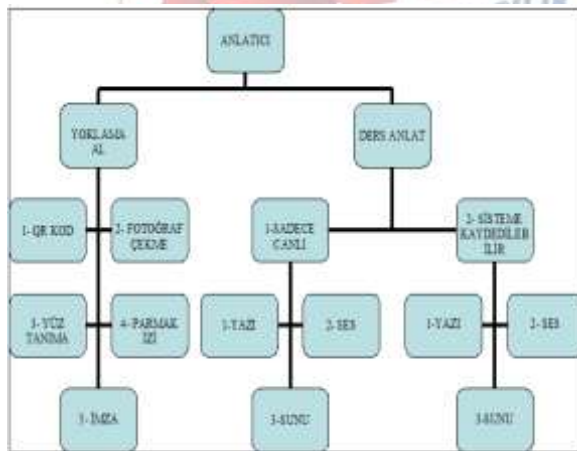 ANLATICI
YOKLAMA
AL
DERS ANLAT
1- QR KOD
2- FOTOĞRAF
ÇEKME
1-SADECE
CANLI
2- SİSTEME
KAYDEDİLEB
İLİR
3- YÜZ
TANIMA
4- PARMAK
İZİ
1-YAZI
2- SES
1-YAZI
2- SES
5- İMZA
3-SUNU
3-SUNU